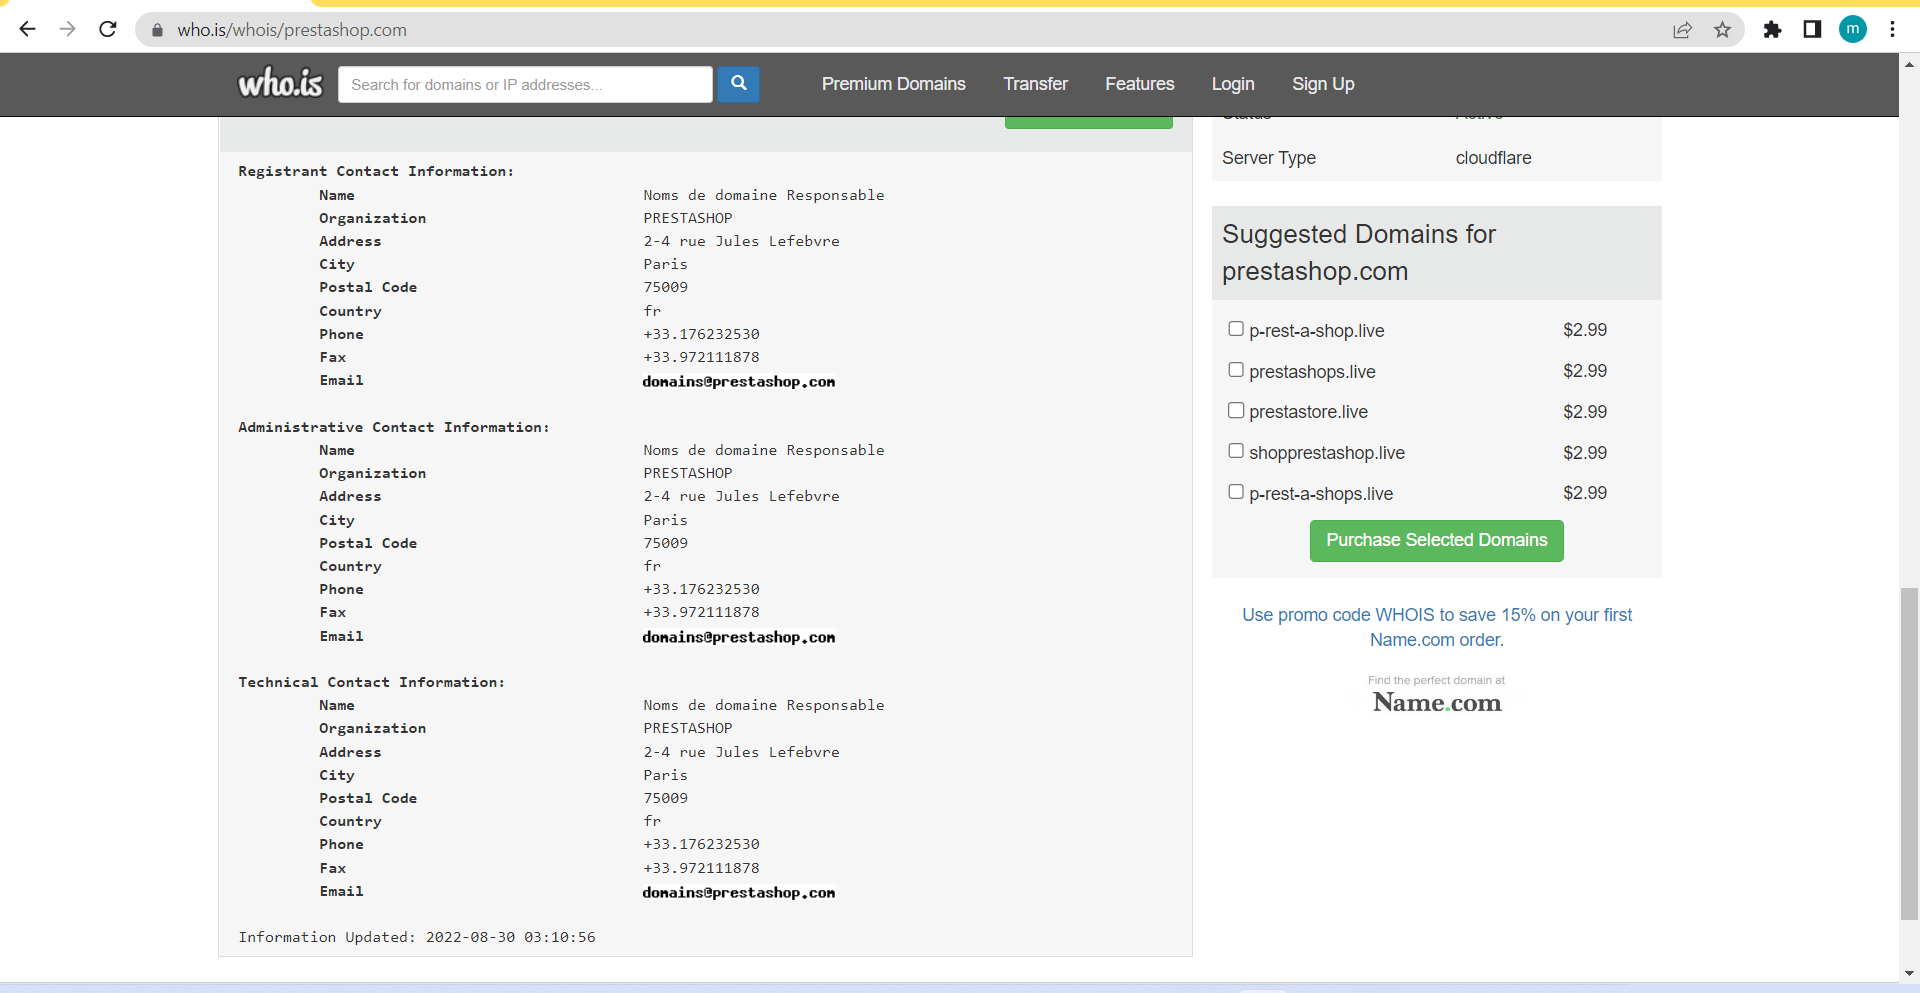 who.is/whois/prestashop.com
m
who.is
Search for domains or IP addresses...
Premium Domains
Transfer
Features
Login
Sign Up
Registrant Contact Information:
Name Noms de domaine Responsable
Organization PRESTASHOP
Address 2-4 rue Jules Lefebvre
City Paris
Postal Code 75009
Country fr
Phone +33.176232530
Fax +33.972111878
Email domains@prestashop.com
Administrative Contact Information:
Name Noms de domaine Responsable
Organization PRESTASHOP
Address 2-4 rue Jules Lefebvre
City Paris
Postal Code 75009
Country fr
Phone +33.176232530
Fax +33.972111878
Email domains@prestashop.com
Technical Contact Information:
Name Noms de domaine Responsable
Organization PRESTASHOP
Address 2-4 rue Jules Lefebvre
City Paris
Postal Code 75009
Country fr
Phone +33.176232530
Fax +33.972111878
Email domains@prestashop.com
Information Updated: 2022-08-30 03:10:56
Status Active
Server Type cloudflare
Suggested Domains for
prestashop.com
p-rest-a-shop.live $2.99
prestashops.live $2.99
prestastore.live $2.99
shopprestashop.live $2.99
p-rest-a-shops.live $2.99
Purchase Selected Domains
Use promo code WHOIS to save 15% on your first
Name.com order.
Find the perfect domain at
Name.com